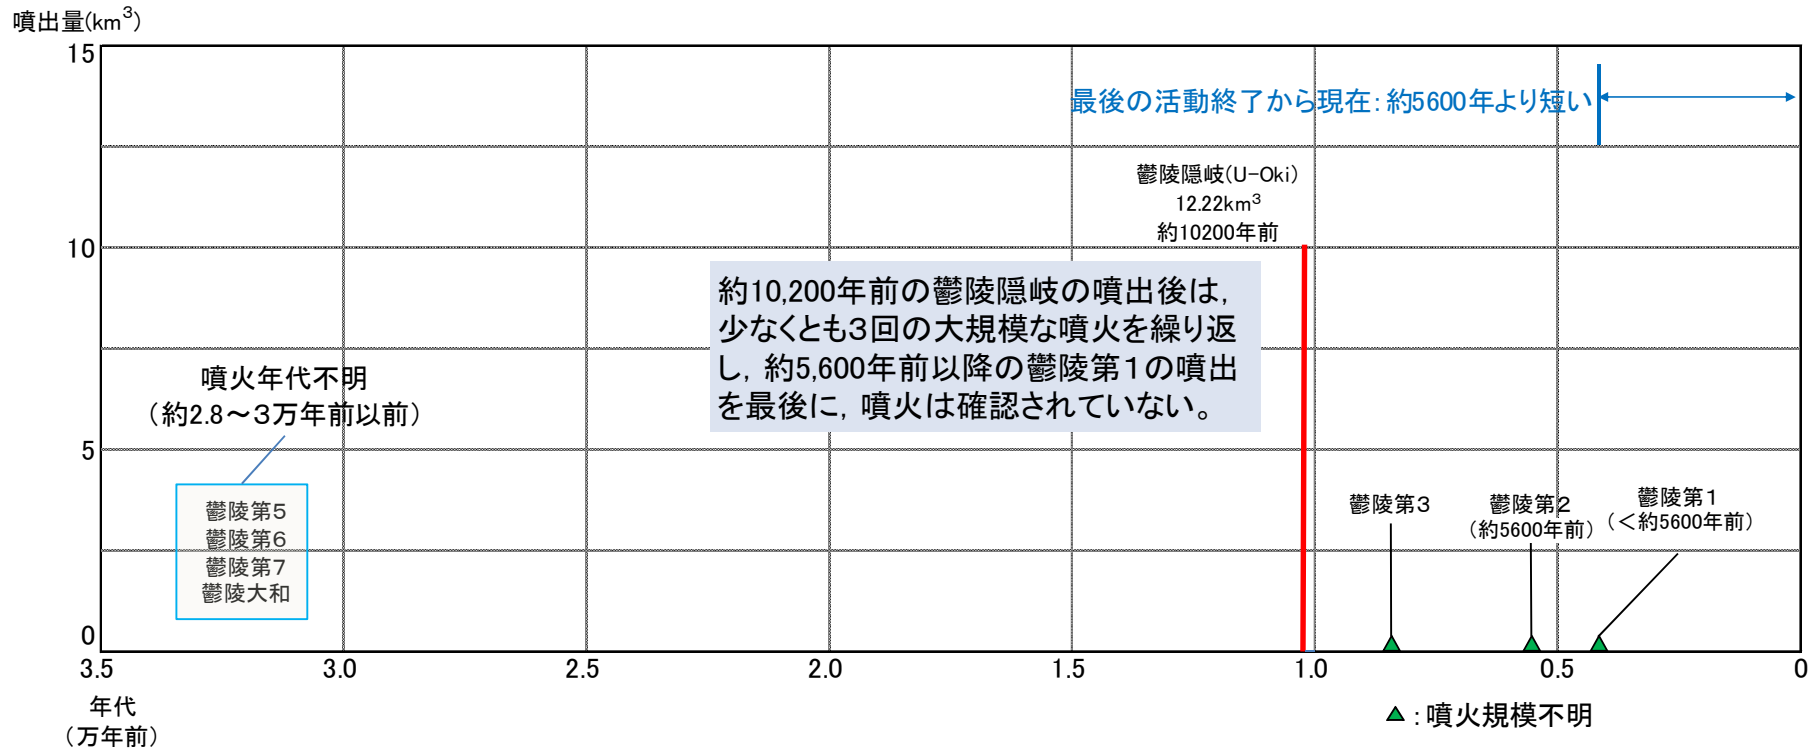 噴出量(km³)
15
10
5
0
最後の活動終了から現在：約5600年より短い
鬱陵隠岐(U-Oki)
12.22km³
約10200年前
約10,200年前の鬱陵隠岐の噴出後は,
少なくとも３回の大規模な噴火を繰り返
し, 約5,600年前以降の鬱陵第１の噴出
を最後に, 噴火は確認されていない。
噴火年代不明
（約2.8～３万年前以前）
鬱陵第５
鬱陵第６
鬱陵第７
鬱陵大和
鬱陵第３
鬱陵第２
（約5600年前）
鬱陵第１
（＜約5600年前）
3.5
3.0
2.5
2.0
1.5
1.0
0.5
0
年代
（万年前）
▲：噴火規模不明